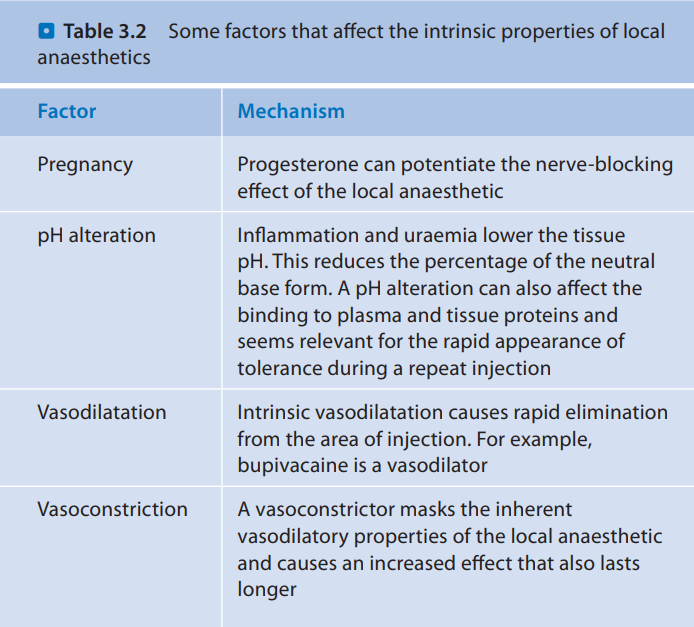 Table 3.2 Some factors that affect the intrinsic properties of local
anaesthetics
Factor
Mechanism
Pregnancy
Progesterone can potentiate the nerve-blocking
effect of the local anaesthetic
pH alteration
Inflammation and uraemia lower the tissue
pH. This reduces the percentage of the neutral
base form. A pH alteration can also affect the
binding to plasma and tissue proteins and
seems relevant for the rapid appearance of
tolerance during a repeat injection
Vasodilatation
Intrinsic vasodilatation causes rapid elimination
from the area of injection. For example,
bupivacaine is a vasodilator
Vasoconstriction
A vasoconstrictor masks the inherent
vasodilatory properties of the local anaesthetic
and causes an increased effect that also lasts
longer